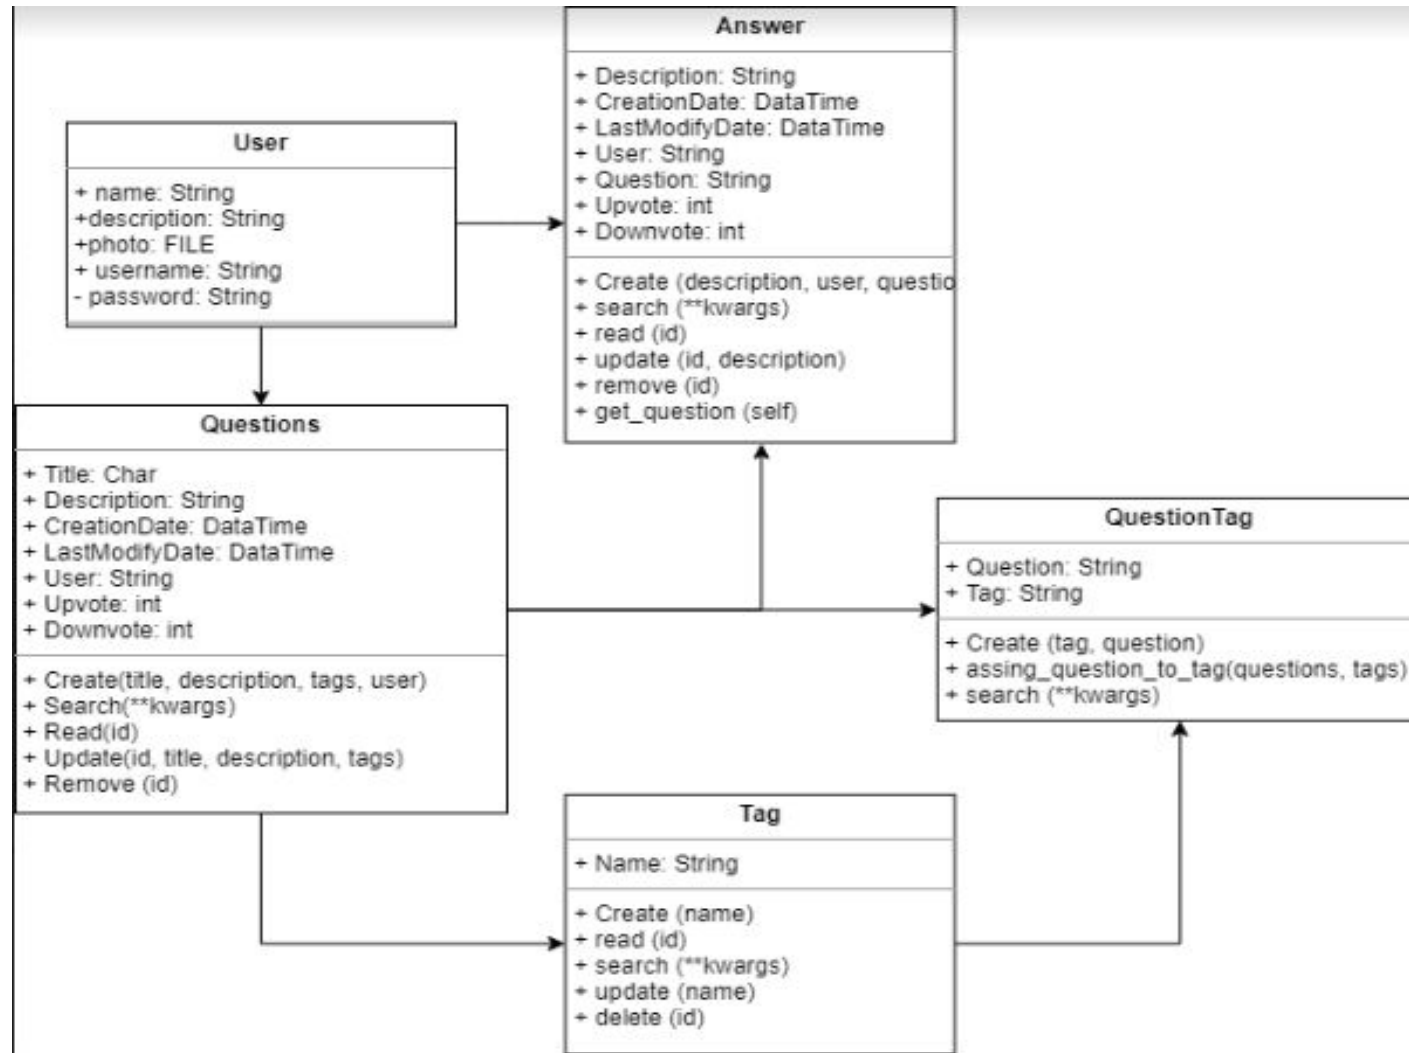 User
+ name: String
+description: String
+photo: FILE
+ username: String
- password: String
Answer
+ Description: String
+ CreationDate: DataTime
+ LastModifyDate: DataTime
+ User: String
+ Question: String
+ Upvote: int
+ Downvote: int
+ Create (description, user, questio
+ search (**kwargs)
+ read (id)
+ update (id, description)
+ remove (id)
+ get_question (self)
Questions
+ Title: Char
+ Description: String
+ CreationDate: DataTime
+ LastModifyDate: DataTime
+ User: String
+ Upvote: int
+ Downvote: int
+ Create(title, description, tags, user)
+ Search(**kwargs)
+ Read(id)
+ Update(id, title, description, tags)
+ Remove (id)
QuestionTag
+ Question: String
+ Tag: String
+ Create (tag, question)
+ assing_question_to_tag(questions, tags)
+ search (**kwargs)
Tag
+ Name: String
+ Create (name)
+ read (id)
+ search (**kwargs)
+ update (name)
+ delete (id)